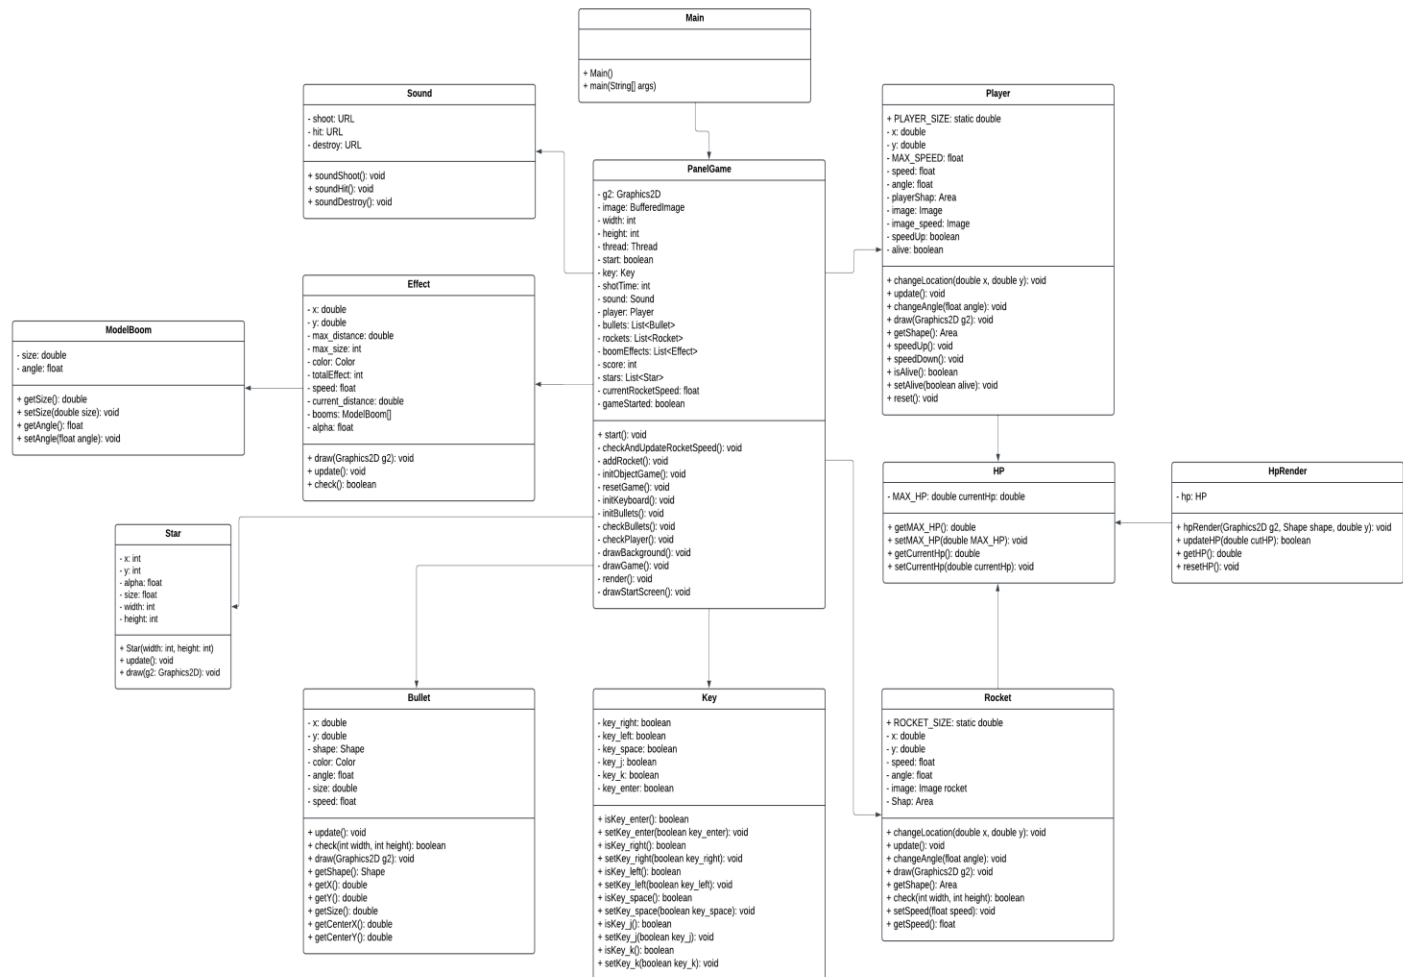 Main
+ Main()
+ main(String[] args)
Sound
- shoot: URL
- hit: URL
- destroy: URL
+ soundShoot(): void
+ soundHit(): void
+ soundDestroy(): void
Player
+ PLAYER_SIZE: static double
- x: double
- y: double
- MAX_SPEED: float
- speed: float
- angle: float
- playerShap: Area
- image: Image
- image_speed: Image
- speedUp: boolean
- alive: boolean
+ changeLocation(double x, double y): void
+ update(): void
+ changeAngle(float angle): void
+ draw(Graphics2D g2): void
+ getShape(): Area
+ speedUp(): void
+ speedDown(): void
+ isAlive(): boolean
+ setAlive(boolean alive): void
+ reset(): void
PanelGame
- g2: Graphics2D
- image: BufferedImage
- width: int
- height: int
- thread: Thread
- start: boolean
- key: Key
- shotTime: int
- sound: Sound
- player: Player
- bullets: List<Bullet>
- rockets: List<Rocket>
- boomEffects: List<Effect>
- score: int
- stars: List<Star>
- currentRocketSpeed: float
- gameStarted: boolean
+ start(): void
- checkAndUpdateRocketSpeed(): void
- addRocket(): void
- initObjectGame(): void
- resetGame(): void
- initKeyboard(): void
- initBullets(): void
- checkBullets(): void
- checkPlayer(): void
- drawBackground(): void
- drawGame(): void
- render(): void
- drawStartScreen(): void
Effect
- x: double
- y: double
- max_distance: double
- max_size: int
- color: Color
- totalEffect: int
- speed: float
- current_distance: double
- booms: ModelBoom[]
- alpha: float
+ draw(Graphics2D g2): void
+ update(): void
+ check(): boolean
ModelBoom
- size: double
- angle: float
+ getSize(): double
+ setSize(double size): void
+ getAngle(): float
+ setAngle(float angle): void
HP
- MAX_HP: double currentHp: double
+ getMAX_HP(): double
+ setMAX_HP(double MAX_HP): void
+ getCurrentHp(): double
+ setCurrentHp(double currentHp): void
HpRender
- hp: HP
+ hpRender(Graphics2D g2, Shape shape, double y): void
+ updateHP(double cutHP): boolean
+ getHP(): double
+ resetHP(): void
Star
- x: int
- y: int
- alpha: float
- size: float
- width: int
- height: int
+ Star(width: int, height: int)
+ update(): void
+ draw(g2: Graphics2D): void
Bullet
- x: double
- y: double
- shape: Shape
- color: Color
- angle: float
- size: double
- speed: float
+ update(): void
+ check(int width, int height): boolean
+ draw(Graphics2D g2): void
+ getShape(): Shape
+ getX(): double
+ getY(): double
+ getSize(): double
+ getCenterX(): double
+ getCenterY(): double
Key
- key_right: boolean
- key_left: boolean
- key_space: boolean
- key_j: boolean
- key_k: boolean
- key_enter: boolean
+ isKey_enter(): boolean
+ setKey_enter(boolean key_enter): void
+ isKey_right(): boolean
+ setKey_right(boolean key_right): void
+ isKey_left(): boolean
+ setKey_left(boolean key_left): void
+ isKey_space(): boolean
+ setKey_space(boolean key_space): void
+ isKey_j(): boolean
+ setKey_j(boolean key_j): void
+ isKey_k(): boolean
+ setKey_k(boolean key_k): void
Rocket
+ ROCKET_SIZE: static double
- x: double
- y: double
- speed: float
- angle: float
- image: Image rocket
- Shap: Area
+ changeLocation(double x, double y): void
+ update(): void
+ changeAngle(float angle): void
+ draw(Graphics2D g2): void
+ getShape(): Area
+ check(int width, int height): boolean
+ setSpeed(float speed): void
+ getSpeed(): float